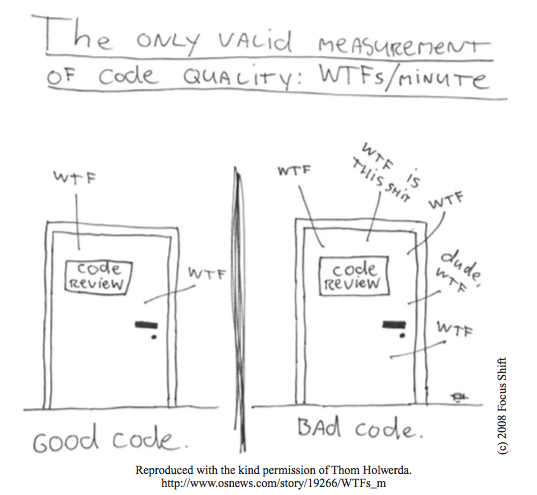 The ONLY VALID MEASUREMENT
OF Code QUALITY: WTFs/MINUTE
WTF
Code
REVIEW
WTF
GOOD Code.
WTF
WTF IS
THIS SHIT
WTF
dude,
WTF
Code
REVIEW
WTF
BAD Code.
(c) 2008 Focus Shift
Reproduced with the kind permission of Thom Holwerda.
http://www.osnews.com/story/19266/WTFs_m